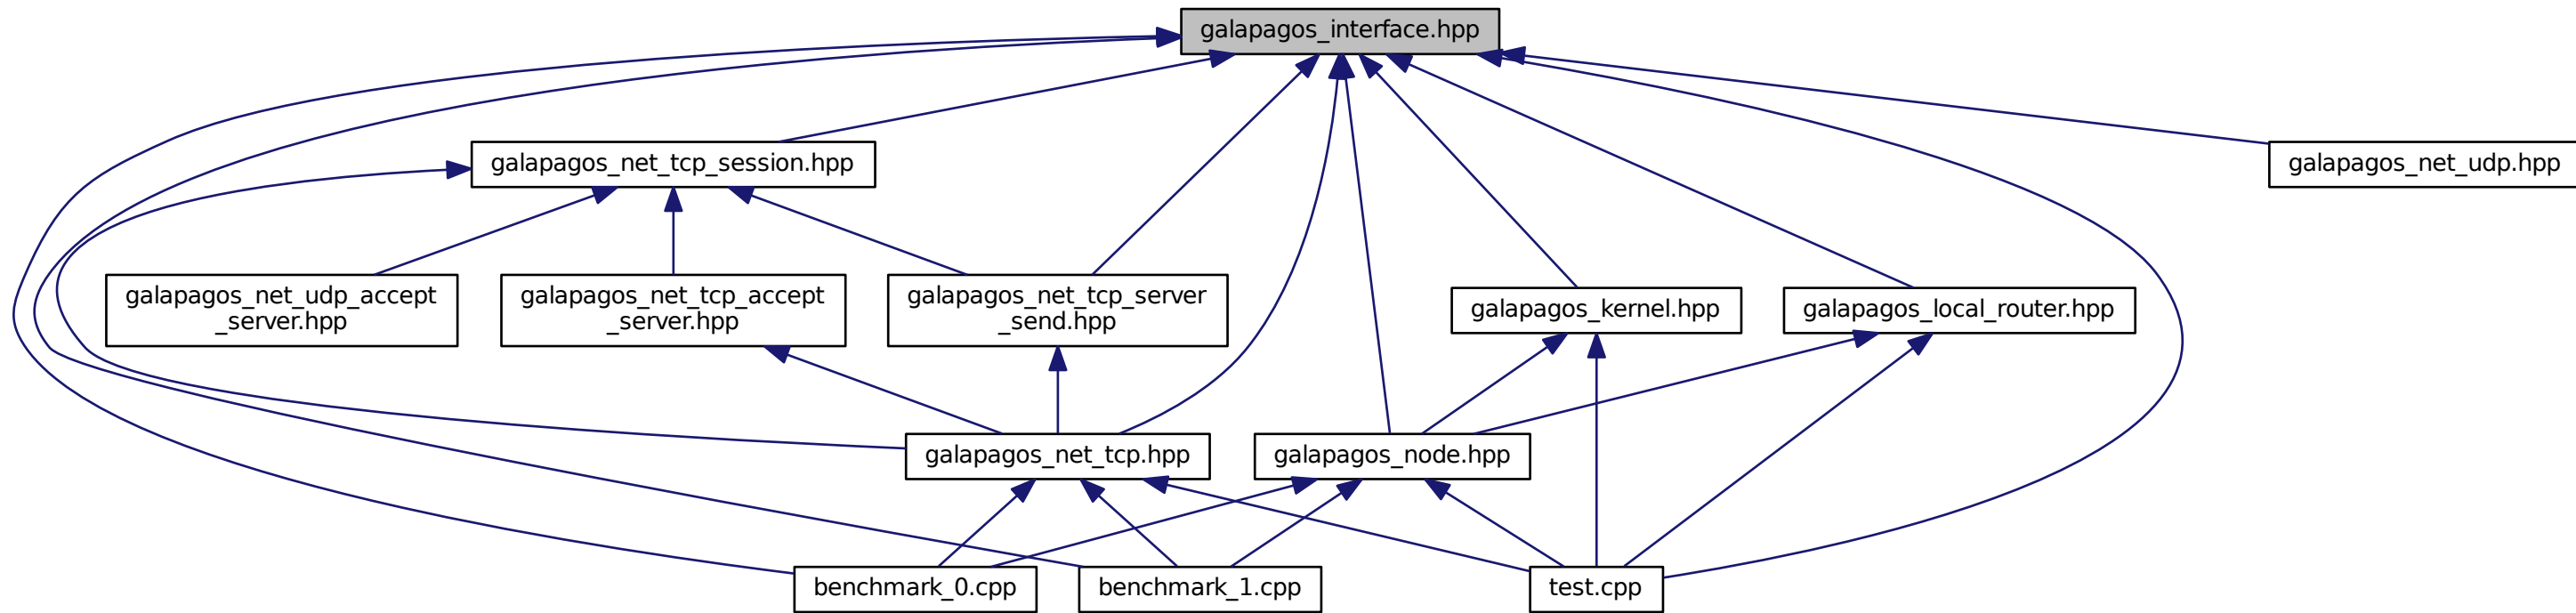 galapagos_interface.hpp
galapagos_net_tcp_session.hpp
galapagos_net_udp.hpp
galapagos_net_udp_accept
_server.hpp
galapagos_net_tcp_accept
_server.hpp
galapagos_net_tcp_server
_send.hpp
galapagos_kernel.hpp
galapagos_local_router.hpp
galapagos_net_tcp.hpp
galapagos_node.hpp
benchmark_0.cpp
benchmark_1.cpp
test.cpp